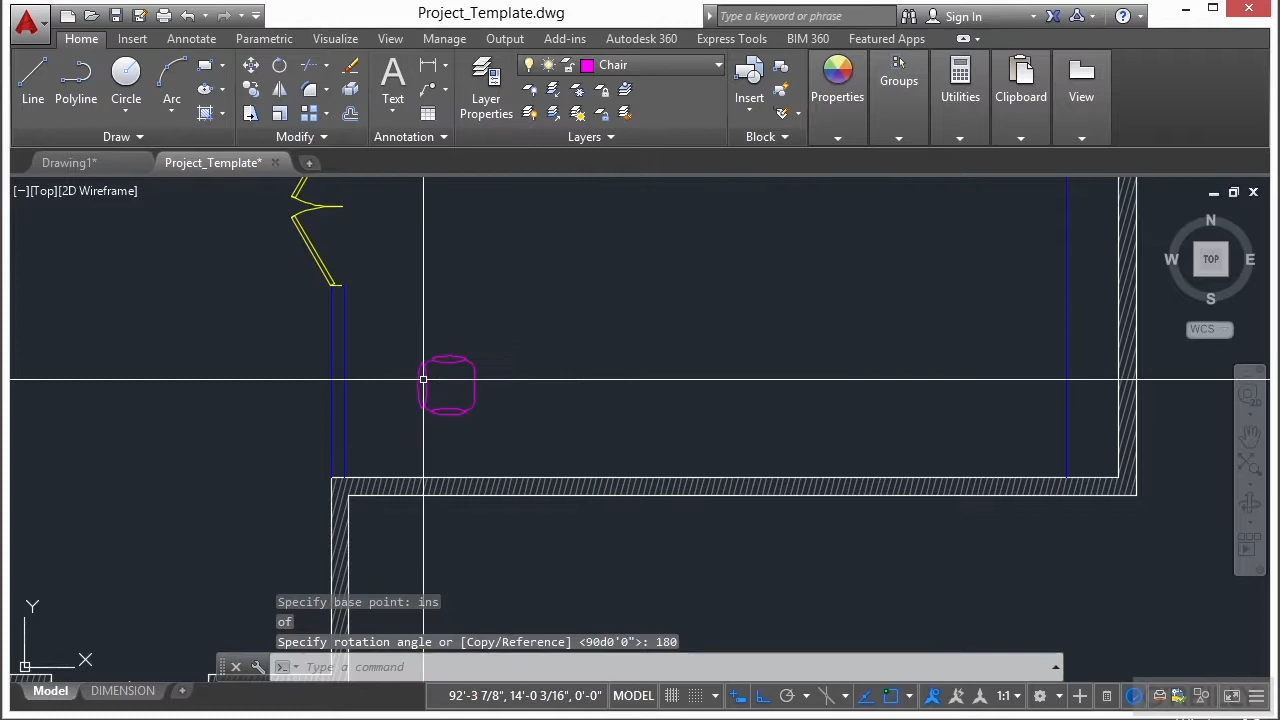 Project_Template.dwg
Type a keyword or phrase
Sign In
Home Insert Annotate Parametric Visualize View Manage Output Add-ins Autodesk 360 Express Tools BIM 360 Featured Apps
Line Polyline Circle Arc Text Layer Properties Chair Insert Properties Groups Utilities Clipboard View
Draw Modify Annotation Layers Block
Drawing1* Project_Template*
[−][Top][2D Wireframe]
N
W TOP E
S
WCS
Specify base point: ins
of
Specify rotation angle or [Copy/Reference] <90d0'0">: 180
Y
X
Type a command
Model DIMENSION 92'-3 7/8", 14'-0 3/16", 0'-0" MODEL 1:1